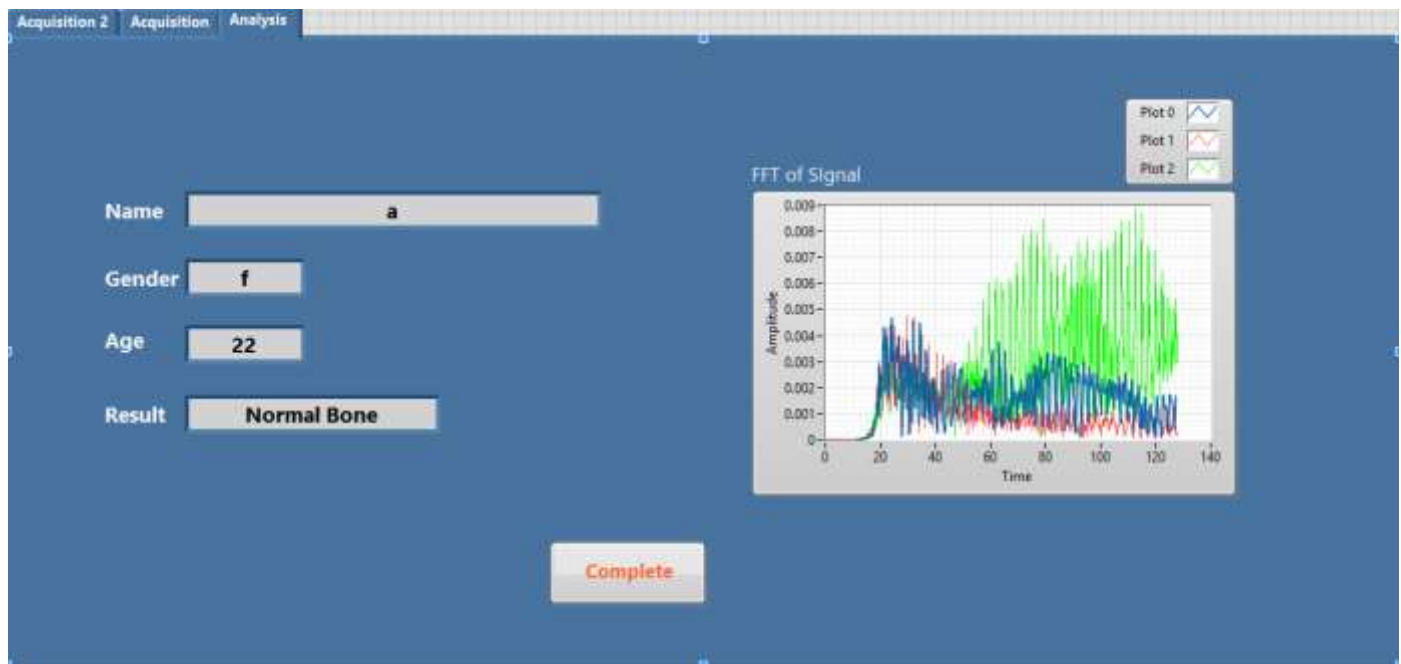 Acquisition 2 Acquisition Analysis
Name a
Gender f
Age 22
Result Normal Bone
Complete
Plot 0
Plot 1
Plot 2
FFT of Signal
Amplitude
0.009
0.008
0.007
0.006
0.005
0.004
0.003
0.002
0.001
0
0 20 40 60 80 100 120 140
Time